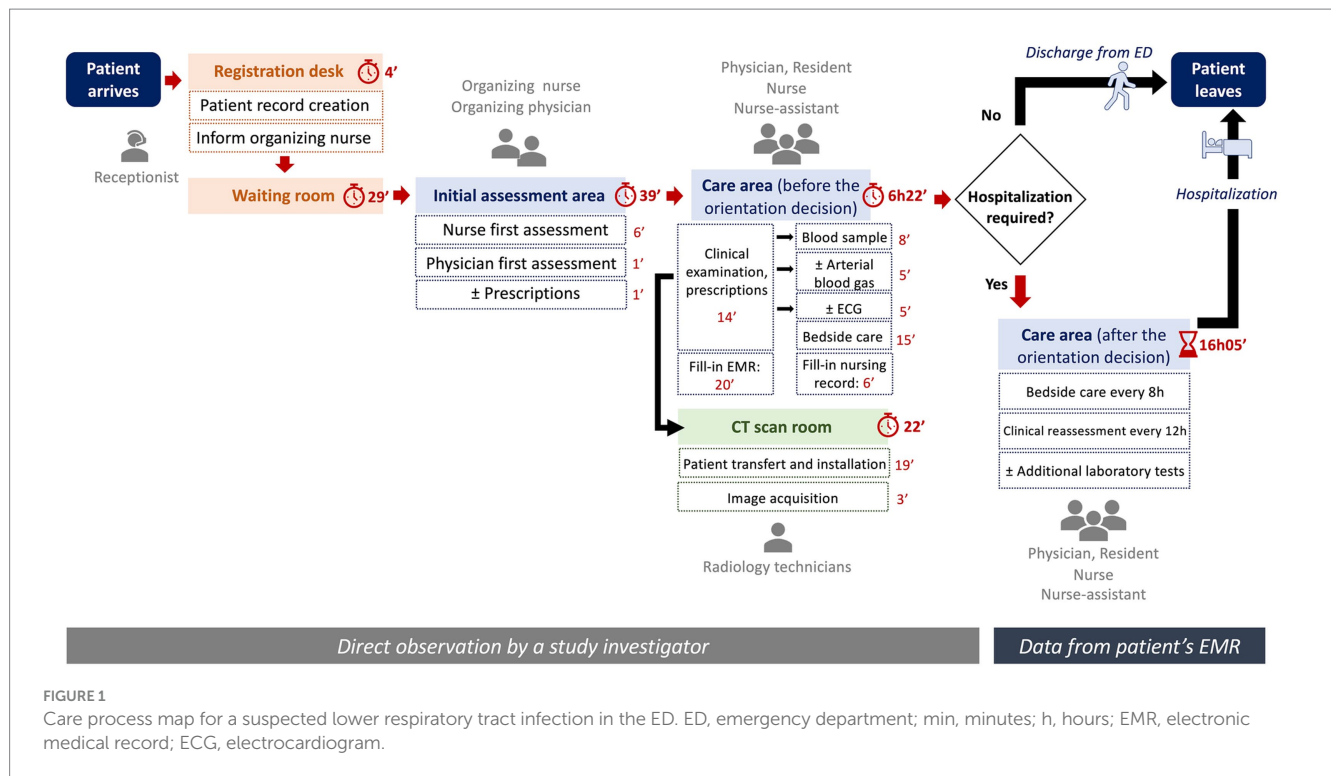 Patient
arrives
Receptionist
Registration desk
4’
Patient record creation
Inform organizing nurse
Waiting room
29’
Organizing nurse
Organizing physician
Initial assessment area
39’
Nurse first assessment
6’
Physician first assessment
1’
± Prescriptions
1’
Physician, Resident
Nurse
Nurse-assistant
Care area (before the
orientation decision)
6h22’
Clinical
examination,
prescriptions
14’
Fill-in EMR:
20’
Blood sample
8’
± Arterial
blood gas
5’
± ECG
5’
Bedside care
15’
Fill-in nursing
record: 6’
CT scan room
22’
Patient transfert and installation
19’
Image acquisition
3’
Radiology technicians
Hospitalization
required?
No
Discharge from ED
Patient
leaves
Hospitalization
Yes
Care area (after the
orientation decision)
16h05’
Bedside care every 8h
Clinical reassessment every 12h
± Additional laboratory tests
Physician, Resident
Nurse
Nurse-assistant
Direct observation by a study investigator
Data from patient’s EMR
FIGURE 1
Care process map for a suspected lower respiratory tract infection in the ED. ED, emergency department; min, minutes; h, hours; EMR, electronic
medical record; ECG, electrocardiogram.